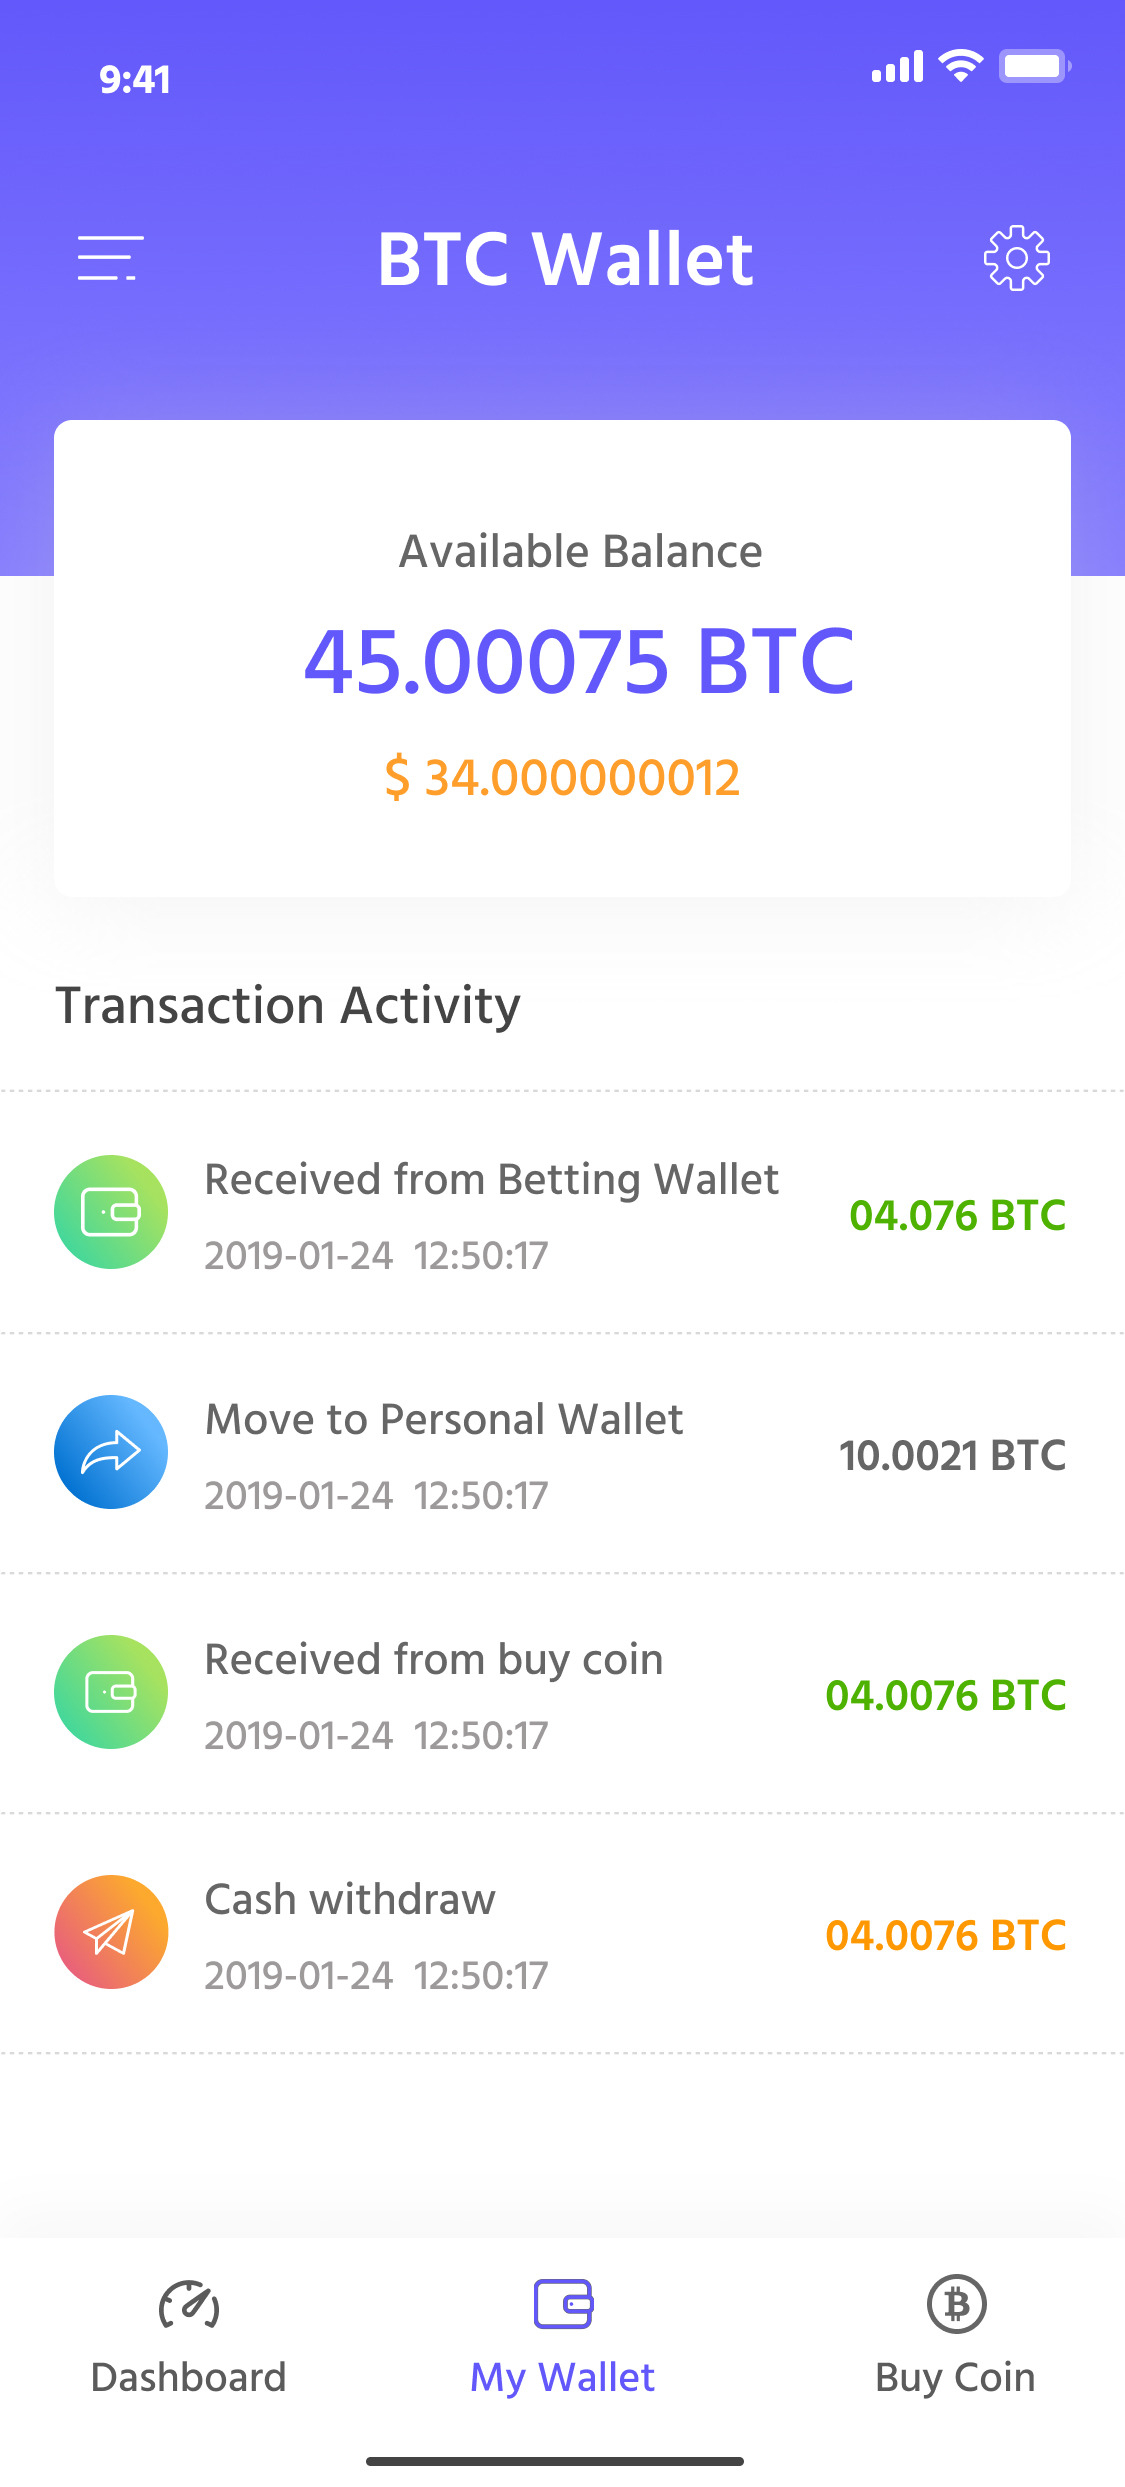 9:41
BTC Wallet
Available Balance
45.00075 BTC
$ 34.000000012
Transaction Activity
Received from Betting Wallet
2019-01-24 12:50:17
04.076 BTC
Move to Personal Wallet
2019-01-24 12:50:17
10.0021 BTC
Received from buy coin
2019-01-24 12:50:17
04.0076 BTC
Cash withdraw
2019-01-24 12:50:17
04.0076 BTC
Dashboard
My Wallet
Buy Coin